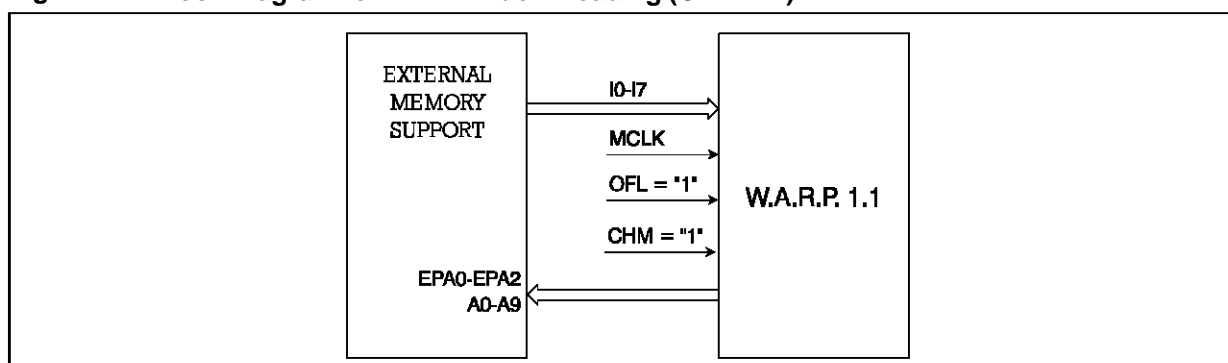 EXTERNAL
MEMORY
SUPPORT
I0-I7
MCLK
OFL = "1"
CHM = "1"
W.A.R.P. 1.1
EPA0-EPA2
A0-A9